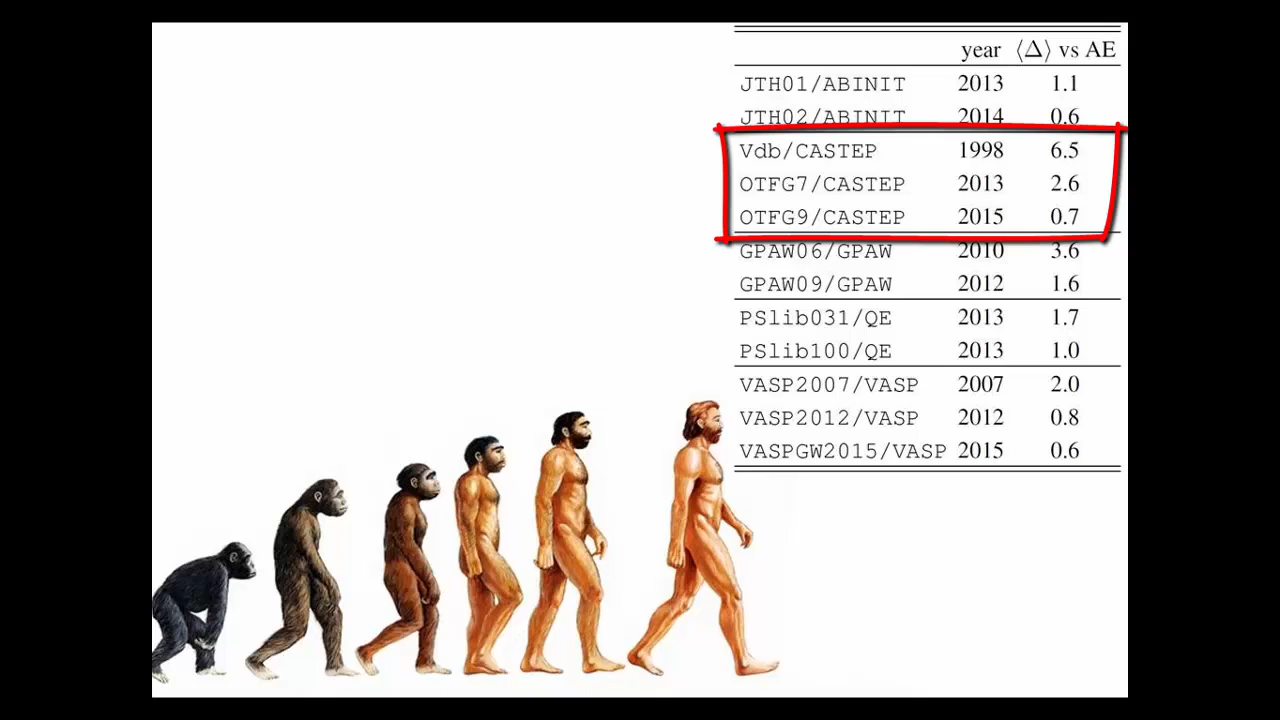 year ⟨Δ⟩ vs AE
JTH01/ABINIT 2013 1.1
JTH02/ABINIT 2014 0.6
Vdb/CASTEP 1998 6.5
OTFG7/CASTEP 2013 2.6
OTFG9/CASTEP 2015 0.7
GPAW06/GPAW 2010 3.6
GPAW09/GPAW 2012 1.6
PSlib031/QE 2013 1.7
PSlib100/QE 2013 1.0
VASP2007/VASP 2007 2.0
VASP2012/VASP 2012 0.8
VASPGW2015/VASP 2015 0.6